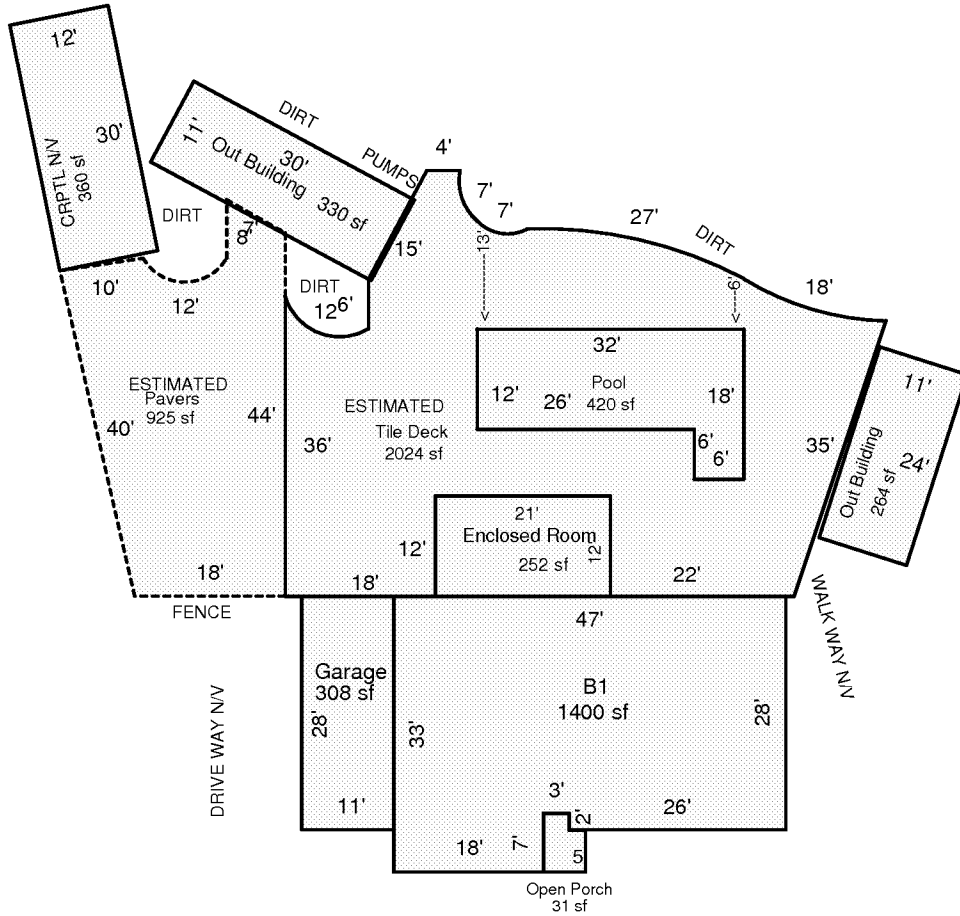 12'
30'
CRPTL N/V
360 sf
11'
DIRT
30'
Out Building 330 sf
PUMPS
4'
7'
7'
27'
DIRT
18'
DIRT
8'
7'
15'
13'
6'
10'
12'
DIRT
12'
6'
32'
Pool
420 sf
12'
26'
18'
6'
6'
ESTIMATED
Pavers
925 sf
40'
44'
18'
FENCE
ESTIMATED
Tile Deck
2024 sf
36'
35'
11'
24'
Out Building
264 sf
21'
Enclosed Room
252 sf
12'
12'
18'
22'
WALK WAY N/V
47'
Garage
308 sf
28'
11'
DRIVE WAY N/V
B1
1400 sf
33'
28'
3'
2'
26'
18'
7'
5
Open Porch
31 sf